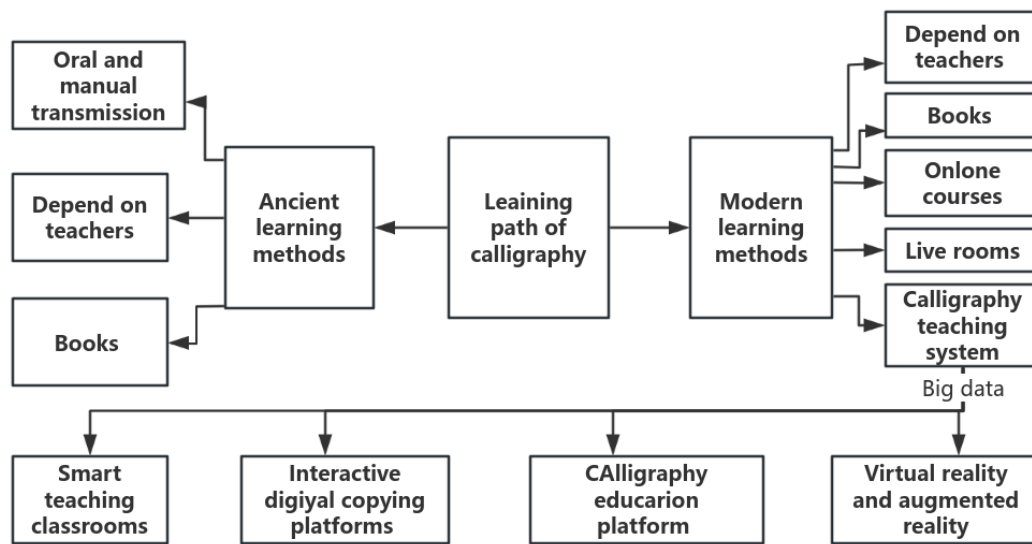 Oral and
manual
transmission
Depend on
teachers
Books
Ancient
learning
methods
Leaining
path of
calligraphy
Modern
learning
methods
Depend on
teachers
Books
Onlone
courses
Live rooms
Calligraphy
teaching
system
Big data
Smart
teaching
classrooms
Interactive
digiyal copying
platforms
CAlligraphy
educarion
platform
Virtual reality
and augmented
reality